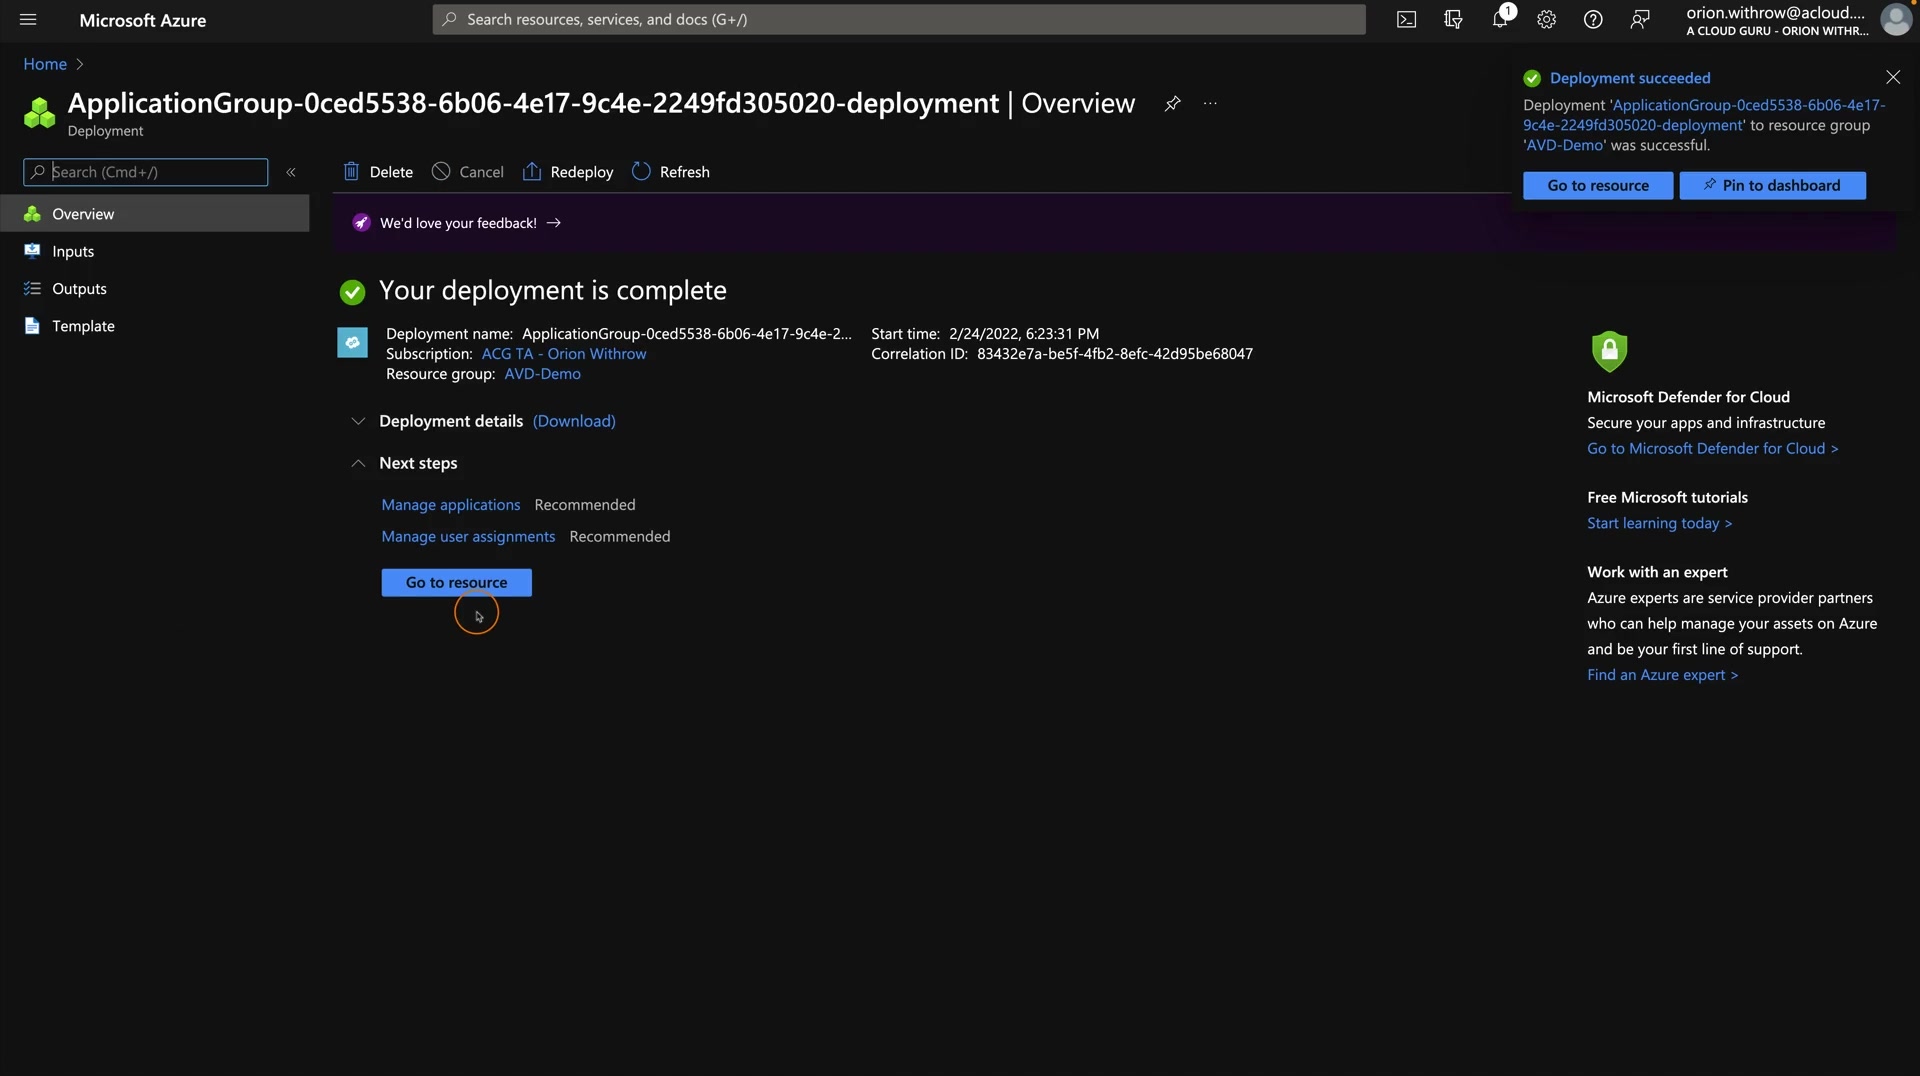 Microsoft Azure
Search resources, services, and docs (G+/)
1
orion.withrow@acloud....
A CLOUD GURU - ORION WITHR...
Home
ApplicationGroup-0ced5538-6b06-4e17-9c4e-2249fd305020-deployment | Overview
Deployment
Search (Cmd+/)
Delete
Cancel
Redeploy
Refresh
Overview
Inputs
Outputs
Template
We'd love your feedback! →
Your deployment is complete
Deployment name: ApplicationGroup-0ced5538-6b06-4e17-9c4e-2...
Subscription: ACG TA - Orion Withrow
Resource group: AVD-Demo
Start time: 2/24/2022, 6:23:31 PM
Correlation ID: 83432e7a-be5f-4fb2-8efc-42d95be68047
Deployment details (Download)
Next steps
Manage applications Recommended
Manage user assignments Recommended
Go to resource
Deployment succeeded
Deployment 'ApplicationGroup-0ced5538-6b06-4e17-
9c4e-2249fd305020-deployment' to resource group
'AVD-Demo' was successful.
Go to resource
Pin to dashboard
Microsoft Defender for Cloud
Secure your apps and infrastructure
Go to Microsoft Defender for Cloud >
Free Microsoft tutorials
Start learning today >
Work with an expert
Azure experts are service provider partners
who can help manage your assets on Azure
and be your first line of support.
Find an Azure expert >